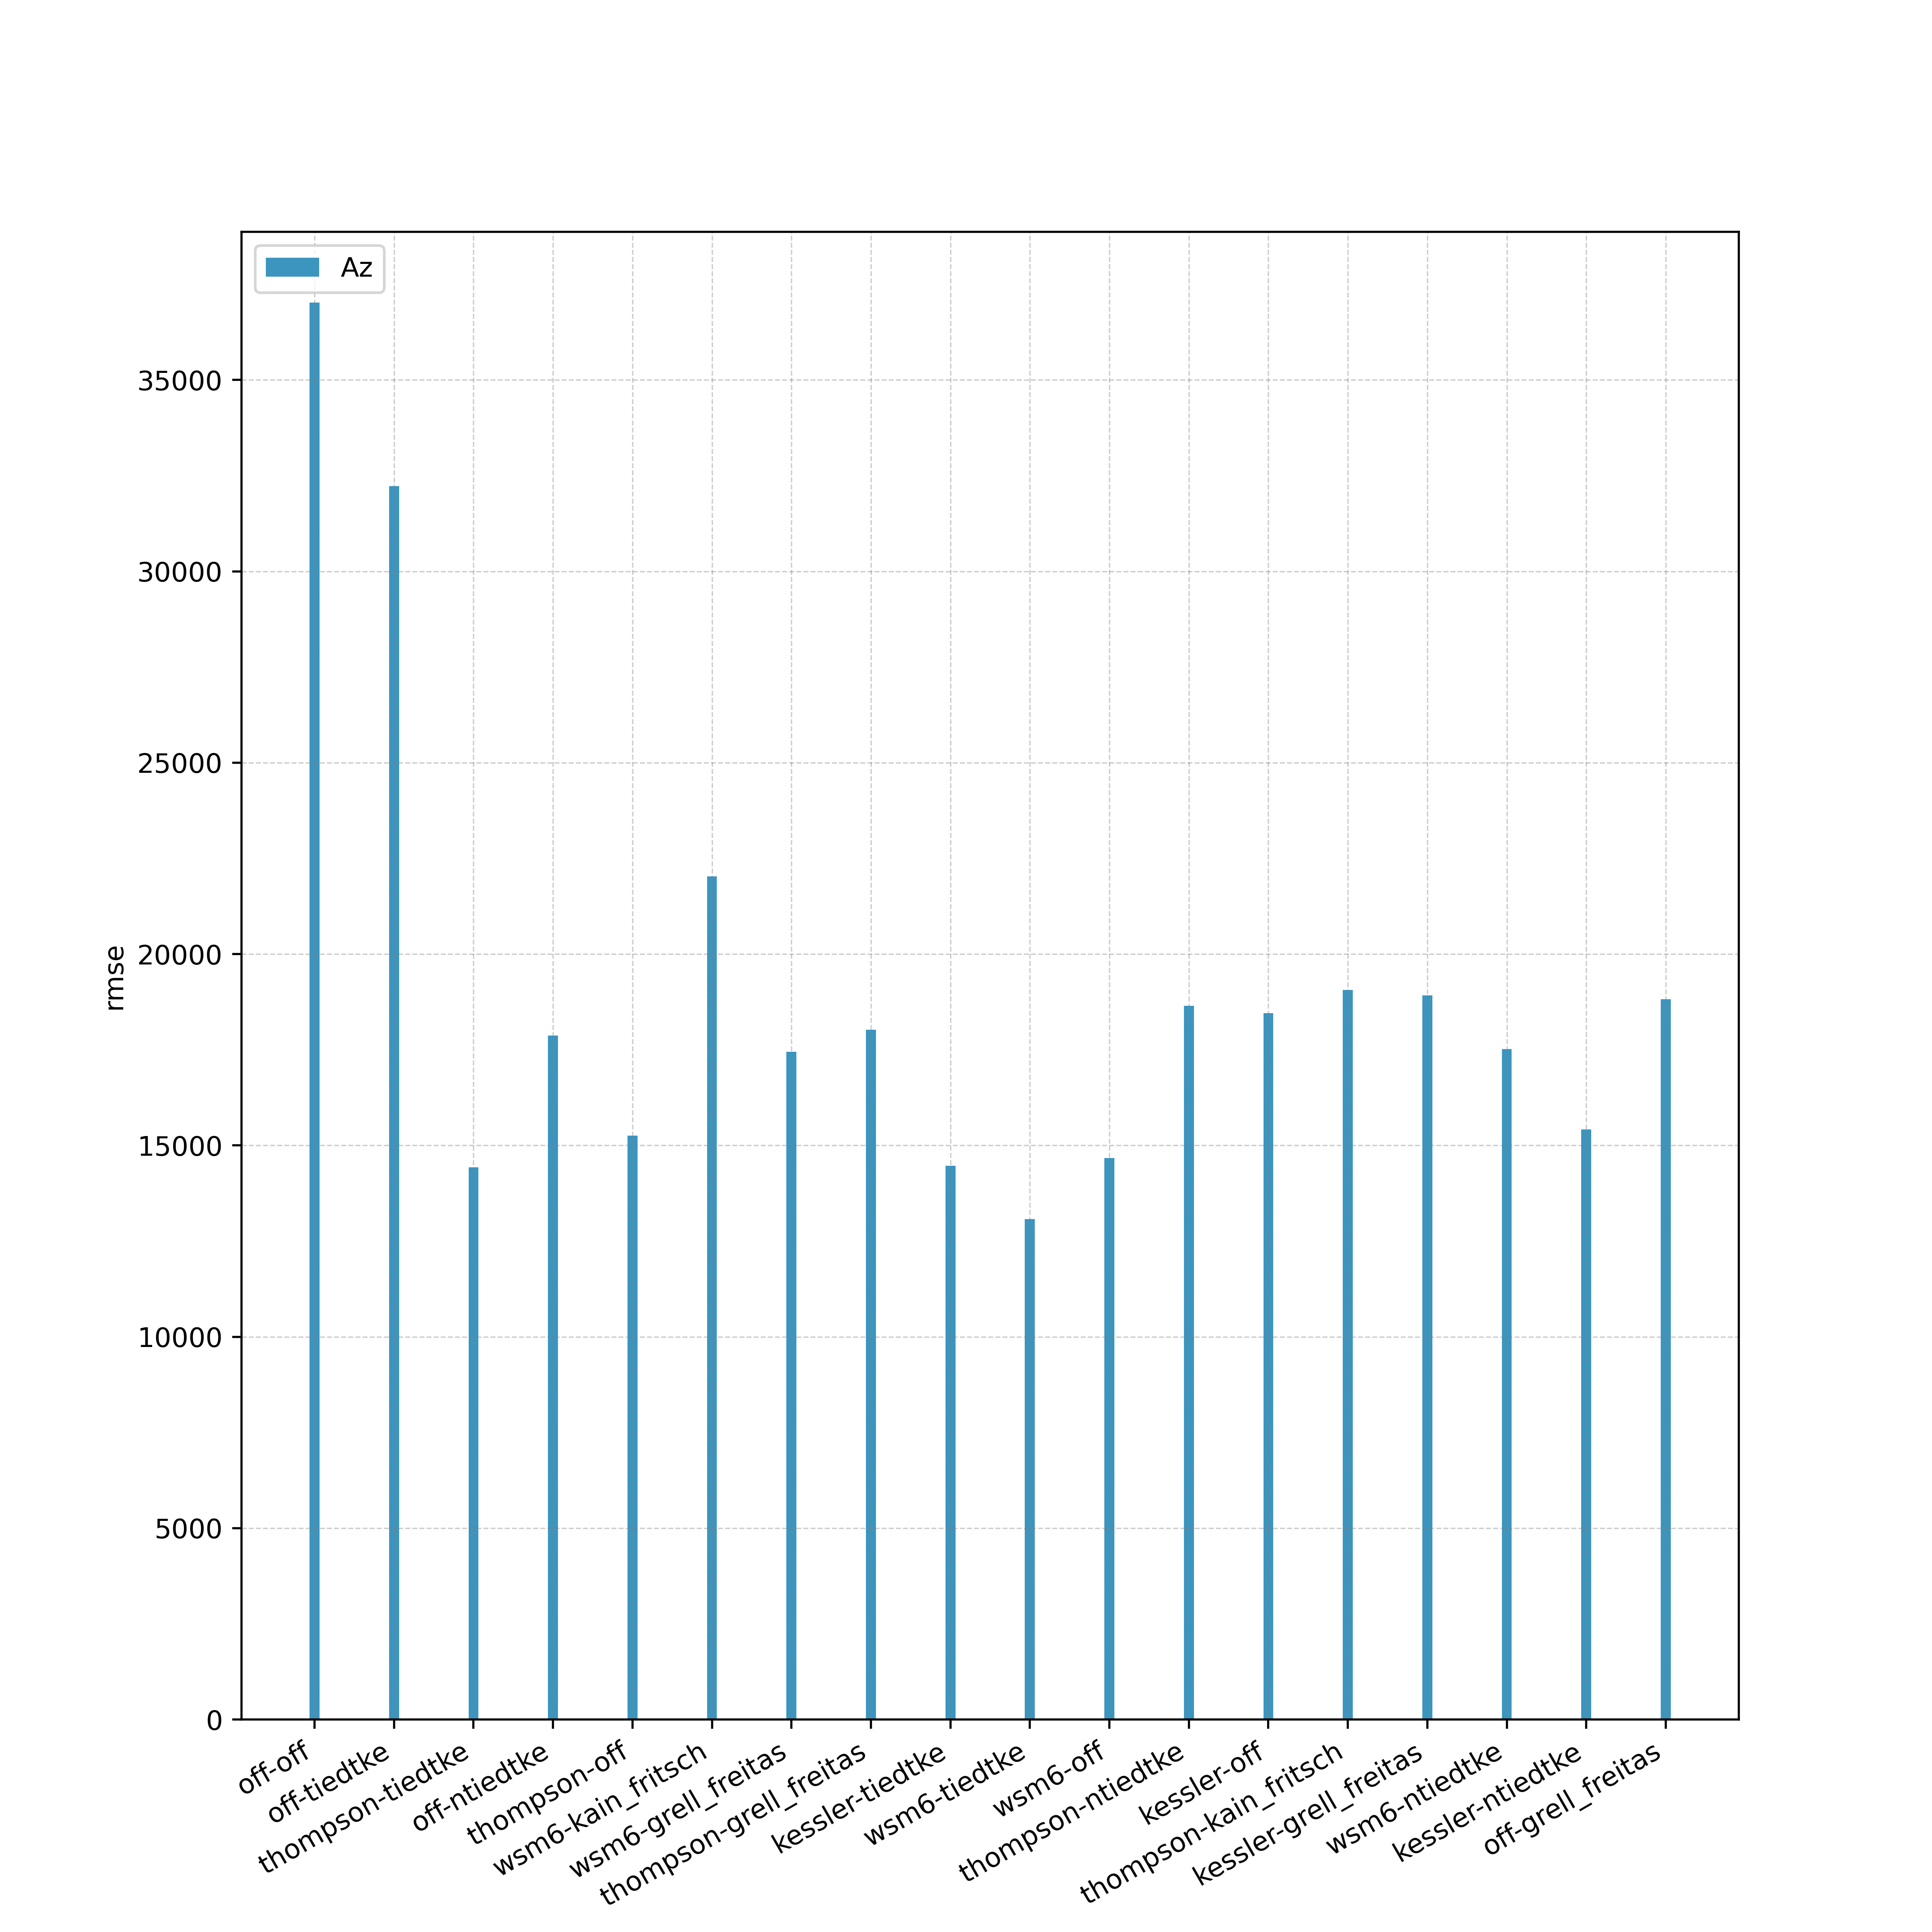 Az
35000
30000
25000
20000
15000
10000
5000
0
rmse
off-off
off-tiedtke
thompson-tiedtke
off-ntiedtke
thompson-off
wsm6-kain_fritsch
wsm6-grell_freitas
thompson-grell_freitas
kessler-tiedtke
wsm6-tiedtke
wsm6-off
thompson-ntiedtke
kessler-off
thompson-kain_fritsch
kessler-grell_freitas
wsm6-ntiedtke
kessler-ntiedtke
off-grell_freitas